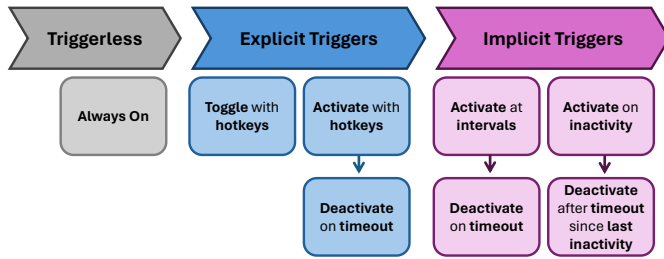 Triggerless
Explicit Triggers
Implicit Triggers
Always On
Toggle with
hotkeys
Activate with
hotkeys
Activate at
intervals
Activate on
inactivity
Deactivate
on timeout
Deactivate
on timeout
Deactivate
after timeout
since last
inactivity